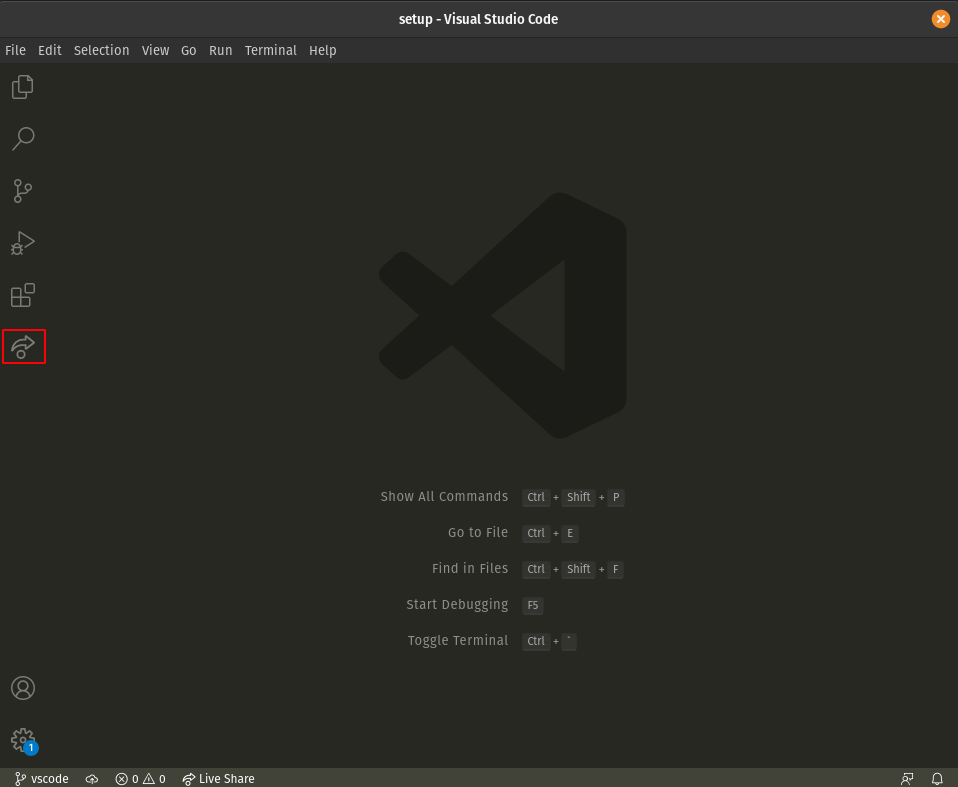 setup - Visual Studio Code
File Edit Selection View Go Run Terminal Help
Show All Commands Ctrl + Shift + P
Go to File Ctrl + E
Find in Files Ctrl + Shift + F
Start Debugging F5
Toggle Terminal Ctrl + `
1
vscode 0 0 Live Share